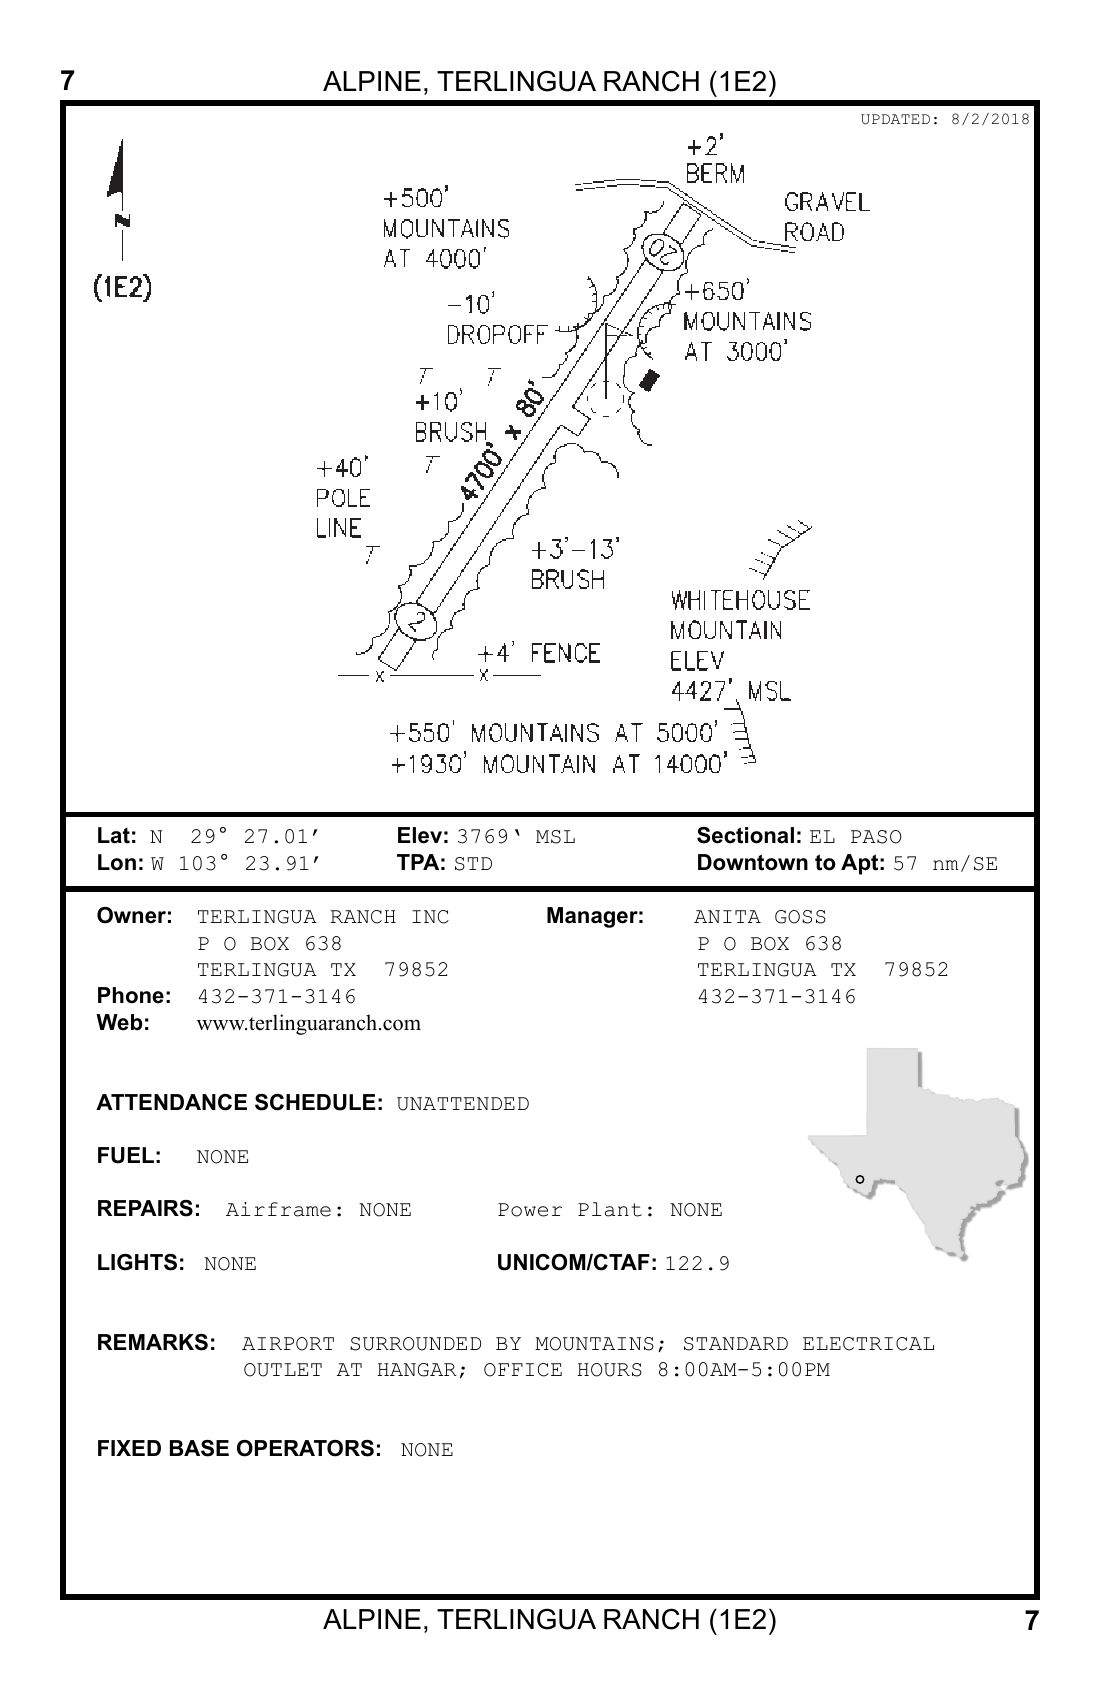 7 ALPINE, TERLINGUA RANCH (1E2)
UPDATED: 8/2/2018
+2'
BERM
+500'
MOUNTAINS
AT 4000'
GRAVEL
ROAD
N
(1E2)
20
-10'
DROPOFF
+650'
MOUNTAINS
AT 3000'
+10'
BRUSH
4700' x 80'
+40'
POLE
LINE
+3'-13'
BRUSH
WHITEHOUSE
MOUNTAIN
ELEV
4427' MSL
2
+4' FENCE
x x
+550' MOUNTAINS AT 5000'
+1930' MOUNTAIN AT 14000'
Lat: N 29° 27.01′ Elev: 3769‘ MSL Sectional: EL PASO
Lon: W 103° 23.91′ TPA: STD Downtown to Apt: 57 nm/SE
Owner: TERLINGUA RANCH INC Manager: ANITA GOSS
P O BOX 638 P O BOX 638
TERLINGUA TX 79852 TERLINGUA TX 79852
Phone: 432-371-3146 432-371-3146
Web: www.terlinguaranch.com
ATTENDANCE SCHEDULE: UNATTENDED
FUEL: NONE
REPAIRS: Airframe: NONE Power Plant: NONE
LIGHTS: NONE UNICOM/CTAF: 122.9
REMARKS: AIRPORT SURROUNDED BY MOUNTAINS; STANDARD ELECTRICAL
OUTLET AT HANGAR; OFFICE HOURS 8:00AM-5:00PM
FIXED BASE OPERATORS: NONE
ALPINE, TERLINGUA RANCH (1E2) 7